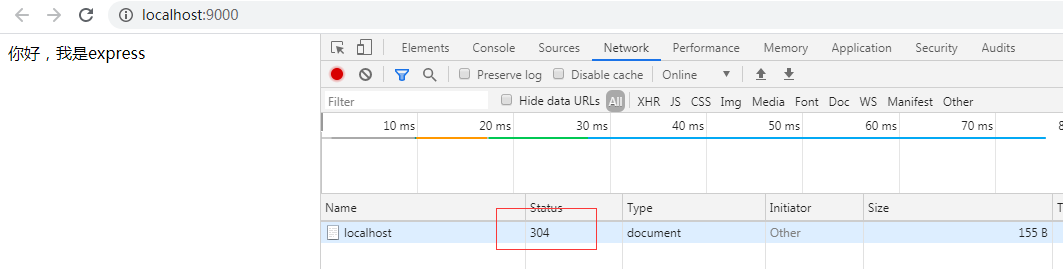 localhost:9000
你好，我是express
Elements Console Sources Network Performance Memory Application Security Audits
Preserve log Disable cache Online
Filter Hide data URLs All XHR JS CSS Img Media Font Doc WS Manifest Other
10 ms 20 ms 30 ms 40 ms 50 ms 60 ms 70 ms 8
Name Status Type Initiator Size T
localhost 304 document Other 155 B